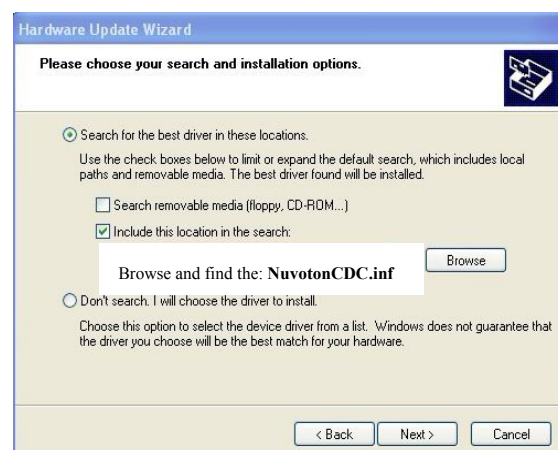 Hardware Update Wizard
Please choose your search and installation options.
Search for the best driver in these locations.
Use the check boxes below to limit or expand the default search, which includes local
paths and removable media. The best driver found will be installed.
Search removable media (floppy, CD-ROM...)
Include this location in the search:
Browse and find the: NuvotonCDC.inf
Browse
Don't search. I will choose the driver to install.
Choose this option to select the device driver from a list. Windows does not guarantee that
the driver you choose will be the best match for your hardware.
< Back Next > Cancel